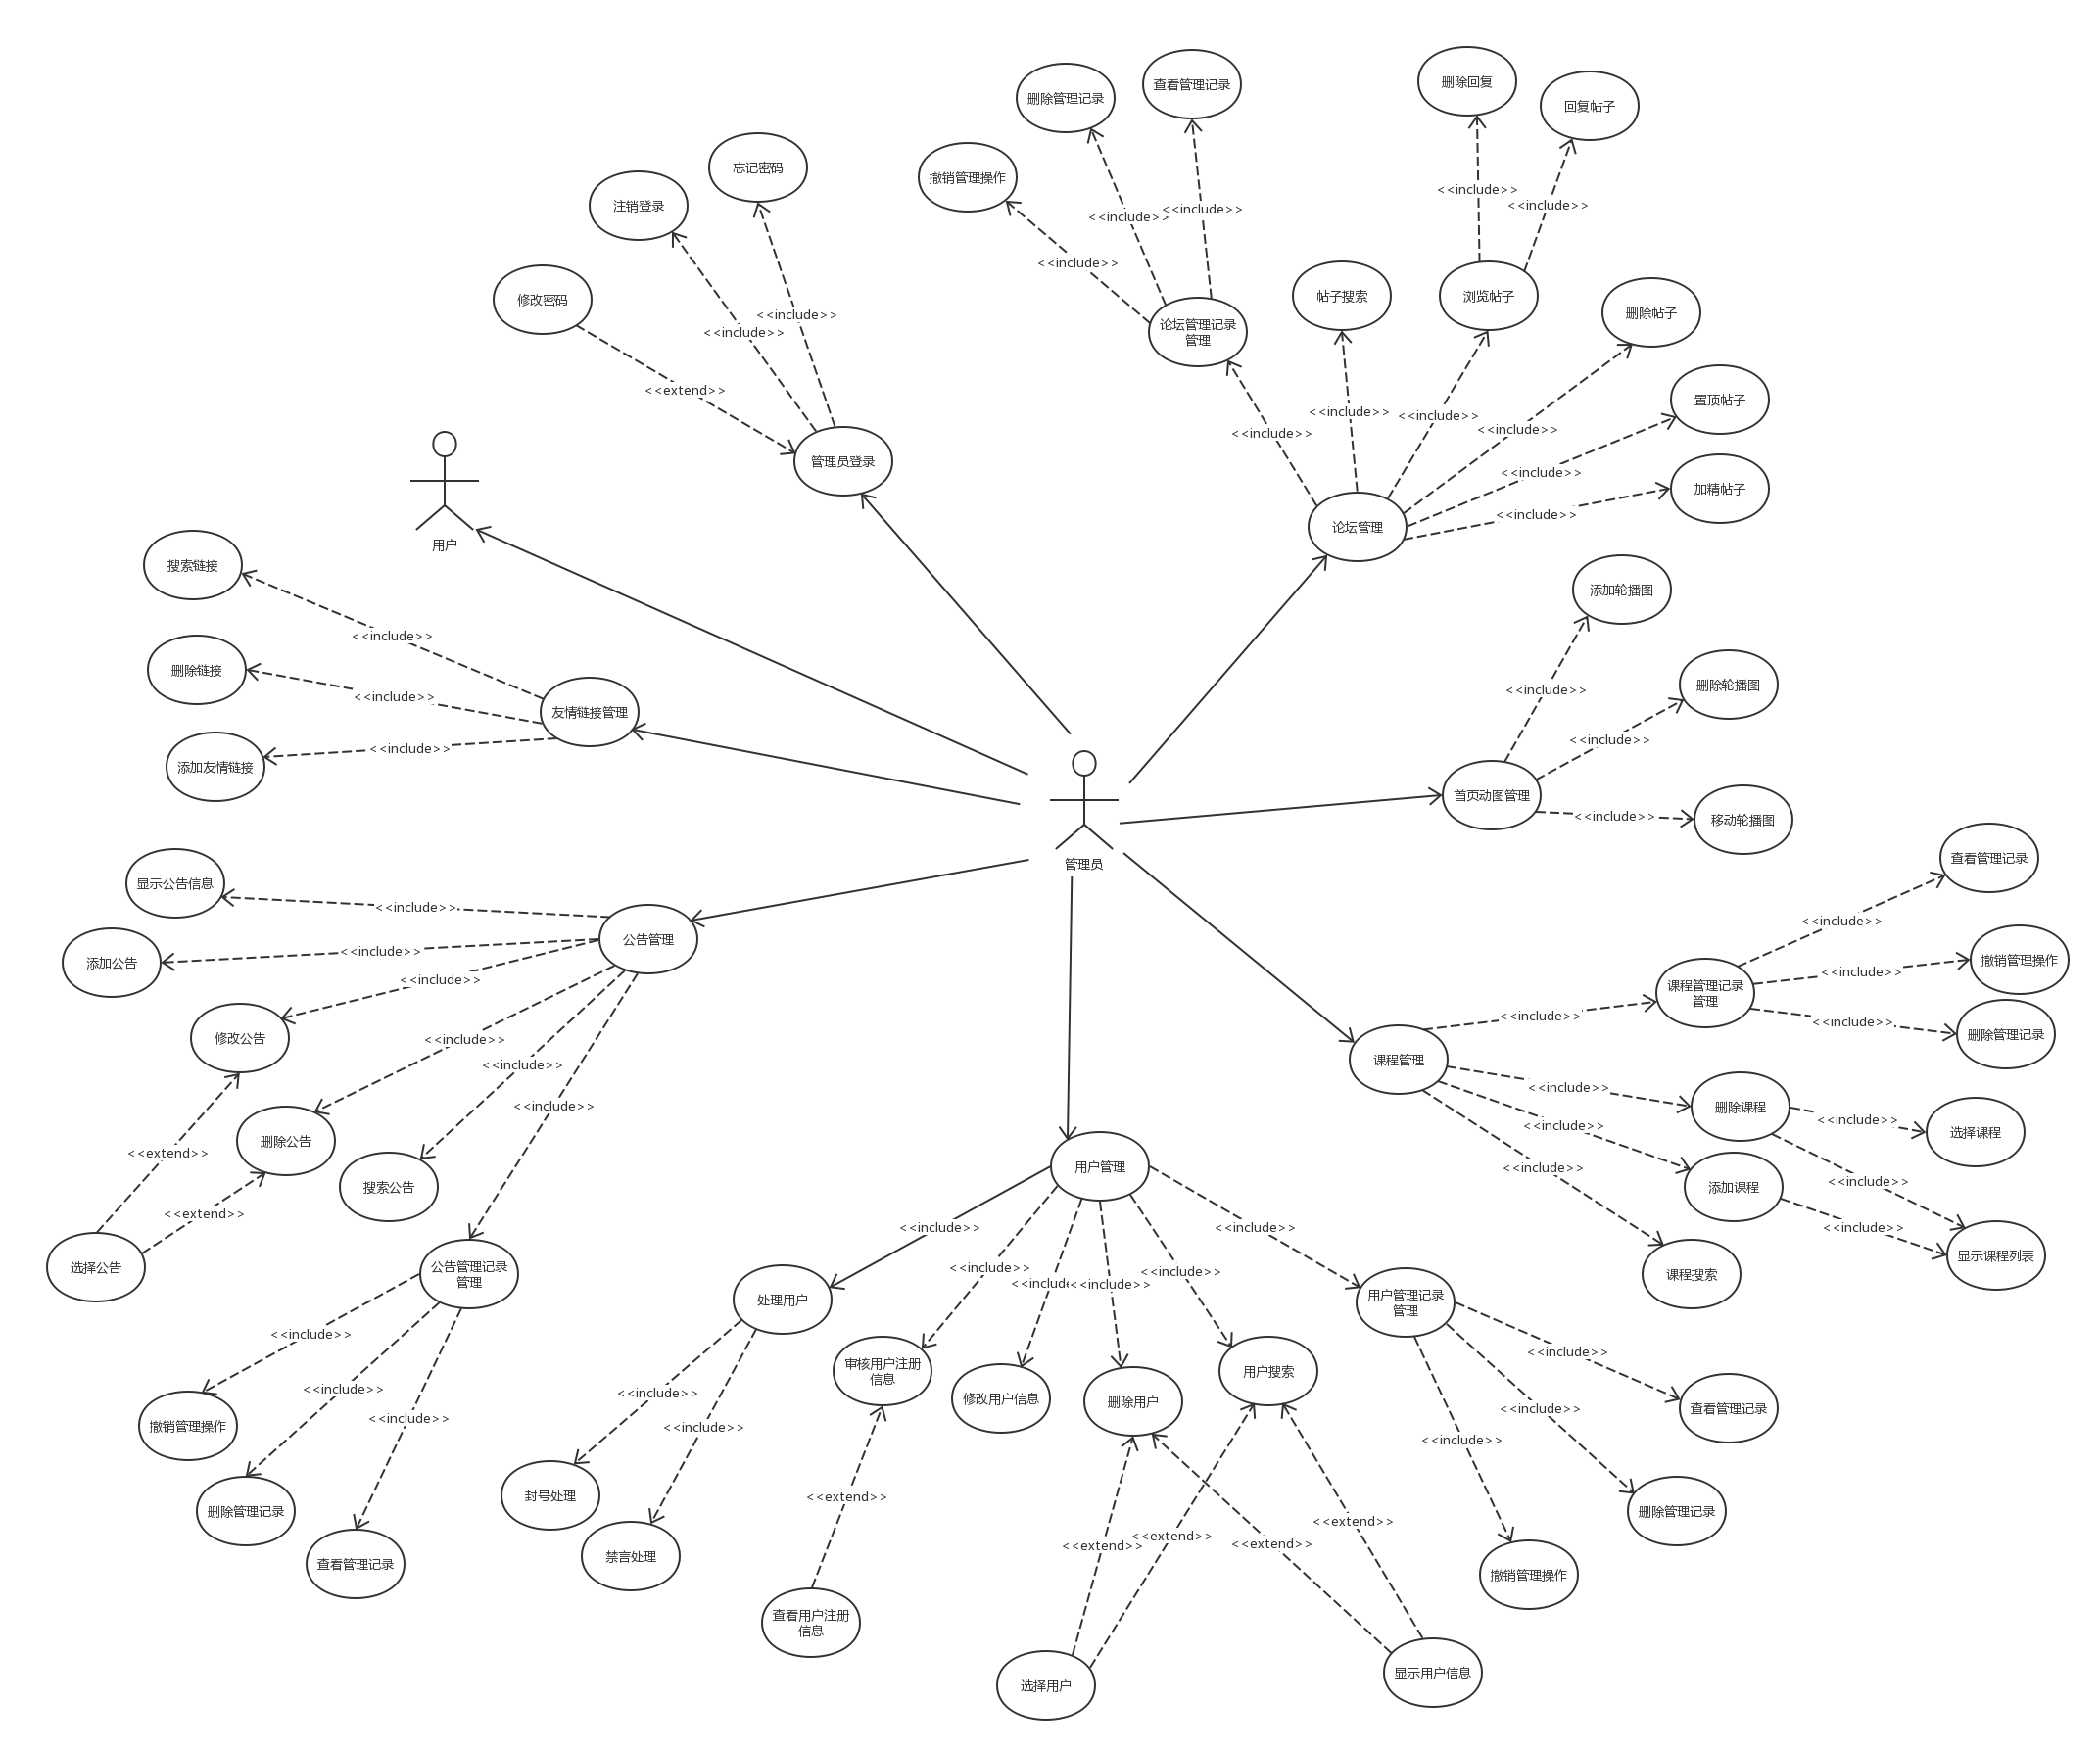 删除回复
查看管理记录
删除管理记录
回复帖子
忘记密码
撤销管理操作
<<include>>
注销登录
<<include>>
<<include>>
<<include>>
<<include>>
修改密码
帖子搜索
浏览帖子
删除帖子
<<include>>
论坛管理记录
管理
<<include>>
<<extend>>
置顶帖子
<<include>>
<<include>>
<<include>>
<<include>>
管理员登录
<<include>>
加精帖子
<<include>>
论坛管理
用户
搜索链接
添加轮播图
<<include>>
删除链接
删除轮播图
<<include>>
<<include>>
友情链接管理
<<include>>
<<include>>
添加友情链接
首页动图管理
<<include>>
移动轮播图
管理员
查看管理记录
显示公告信息
<<include>>
<<include>>
公告管理
<<include>>
添加公告
撤销管理操作
<<include>>
<<include>>
课程管理记录
管理
<<include>>
<<include>>
删除管理记录
修改公告
<<include>>
课程管理
<<include>>
<<include>>
<<include>>
删除课程
<<include>>
<<include>>
选择课程
删除公告
<<extend>>
用户管理
<<include>>
<<include>>
搜索公告
添加课程
<<extend>>
<<include>>
<<include>>
<<include>>
显示课程列表
选择公告
公告管理记录
管理
<<include>>
<<include>>
<<include>>
<<include>>
课程搜索
处理用户
用户管理记录
管理
<<include>>
<<include>>
审核用户注册
信息
用户搜索
<<include>>
<<include>>
修改用户信息
删除用户
<<include>>
查看管理记录
<<include>>
撤销管理操作
<<include>>
<<include>>
封号处理
<<extend>>
删除管理记录
删除管理记录
<<extend>>
<<extend>>
<<extend>>
<<extend>>
禁言处理
查看管理记录
撤销管理操作
查看用户注册
信息
显示用户信息
选择用户